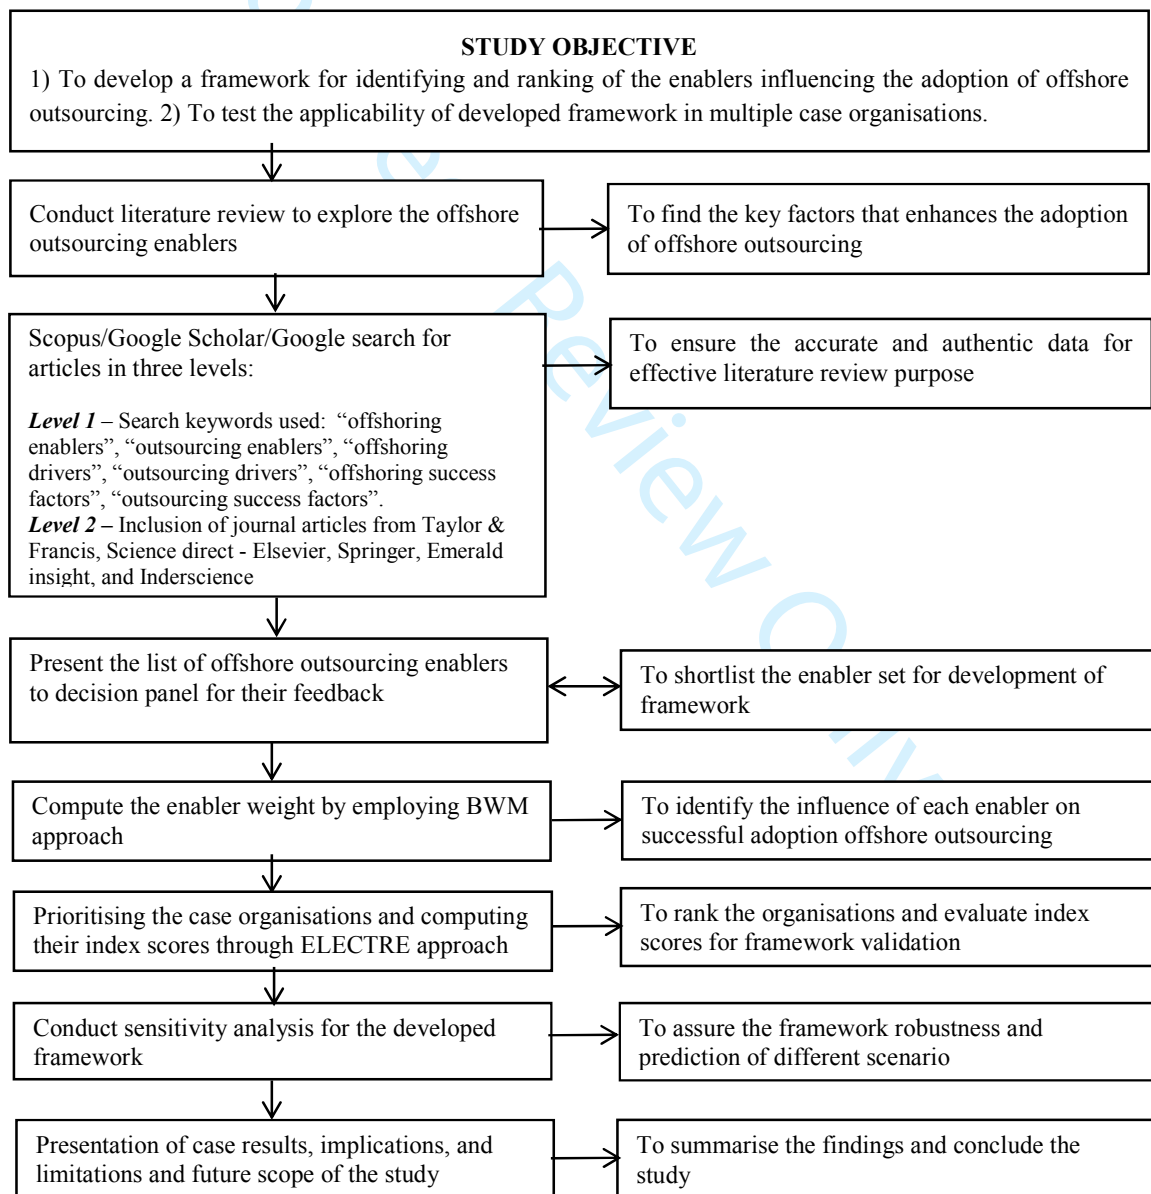 STUDY OBJECTIVE
1) To develop a framework for identifying and ranking of the enablers influencing the adoption of offshore
outsourcing. 2) To test the applicability of developed framework in multiple case organisations.
Conduct literature review to explore the offshore
outsourcing enablers
To find the key factors that enhances the adoption
of offshore outsourcing
Scopus/Google Scholar/Google search for
articles in three levels:
Level 1 – Search keywords used: “offshoring
enablers”, “outsourcing enablers”, “offshoring
drivers”, “outsourcing drivers”, “offshoring success
factors”, “outsourcing success factors”.
Level 2 – Inclusion of journal articles from Taylor &
Francis, Science direct - Elsevier, Springer, Emerald
insight, and Inderscience
To ensure the accurate and authentic data for
effective literature review purpose
Present the list of offshore outsourcing enablers
to decision panel for their feedback
To shortlist the enabler set for development of
framework
Compute the enabler weight by employing BWM
approach
To identify the influence of each enabler on
successful adoption offshore outsourcing
Prioritising the case organisations and computing
their index scores through ELECTRE approach
To rank the organisations and evaluate index
scores for framework validation
Conduct sensitivity analysis for the developed
framework
To assure the framework robustness and
prediction of different scenario
Presentation of case results, implications, and
limitations and future scope of the study
To summarise the findings and conclude the
study
Review